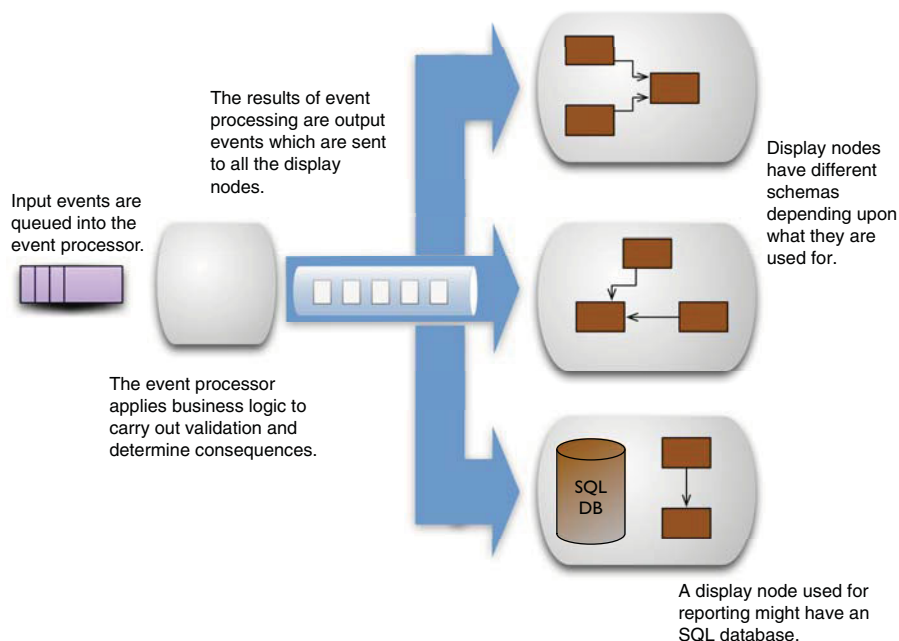 The results of event
processing are output
events which are sent
to all the display
nodes.
Input events are
queued into the
event processor.
Display nodes
have different
schemas
depending upon
what they are
used for.
The event processor
applies business logic to
carry out validation and
determine consequences.
SQL
DB
A display node used for
reporting might have an
SQL database.